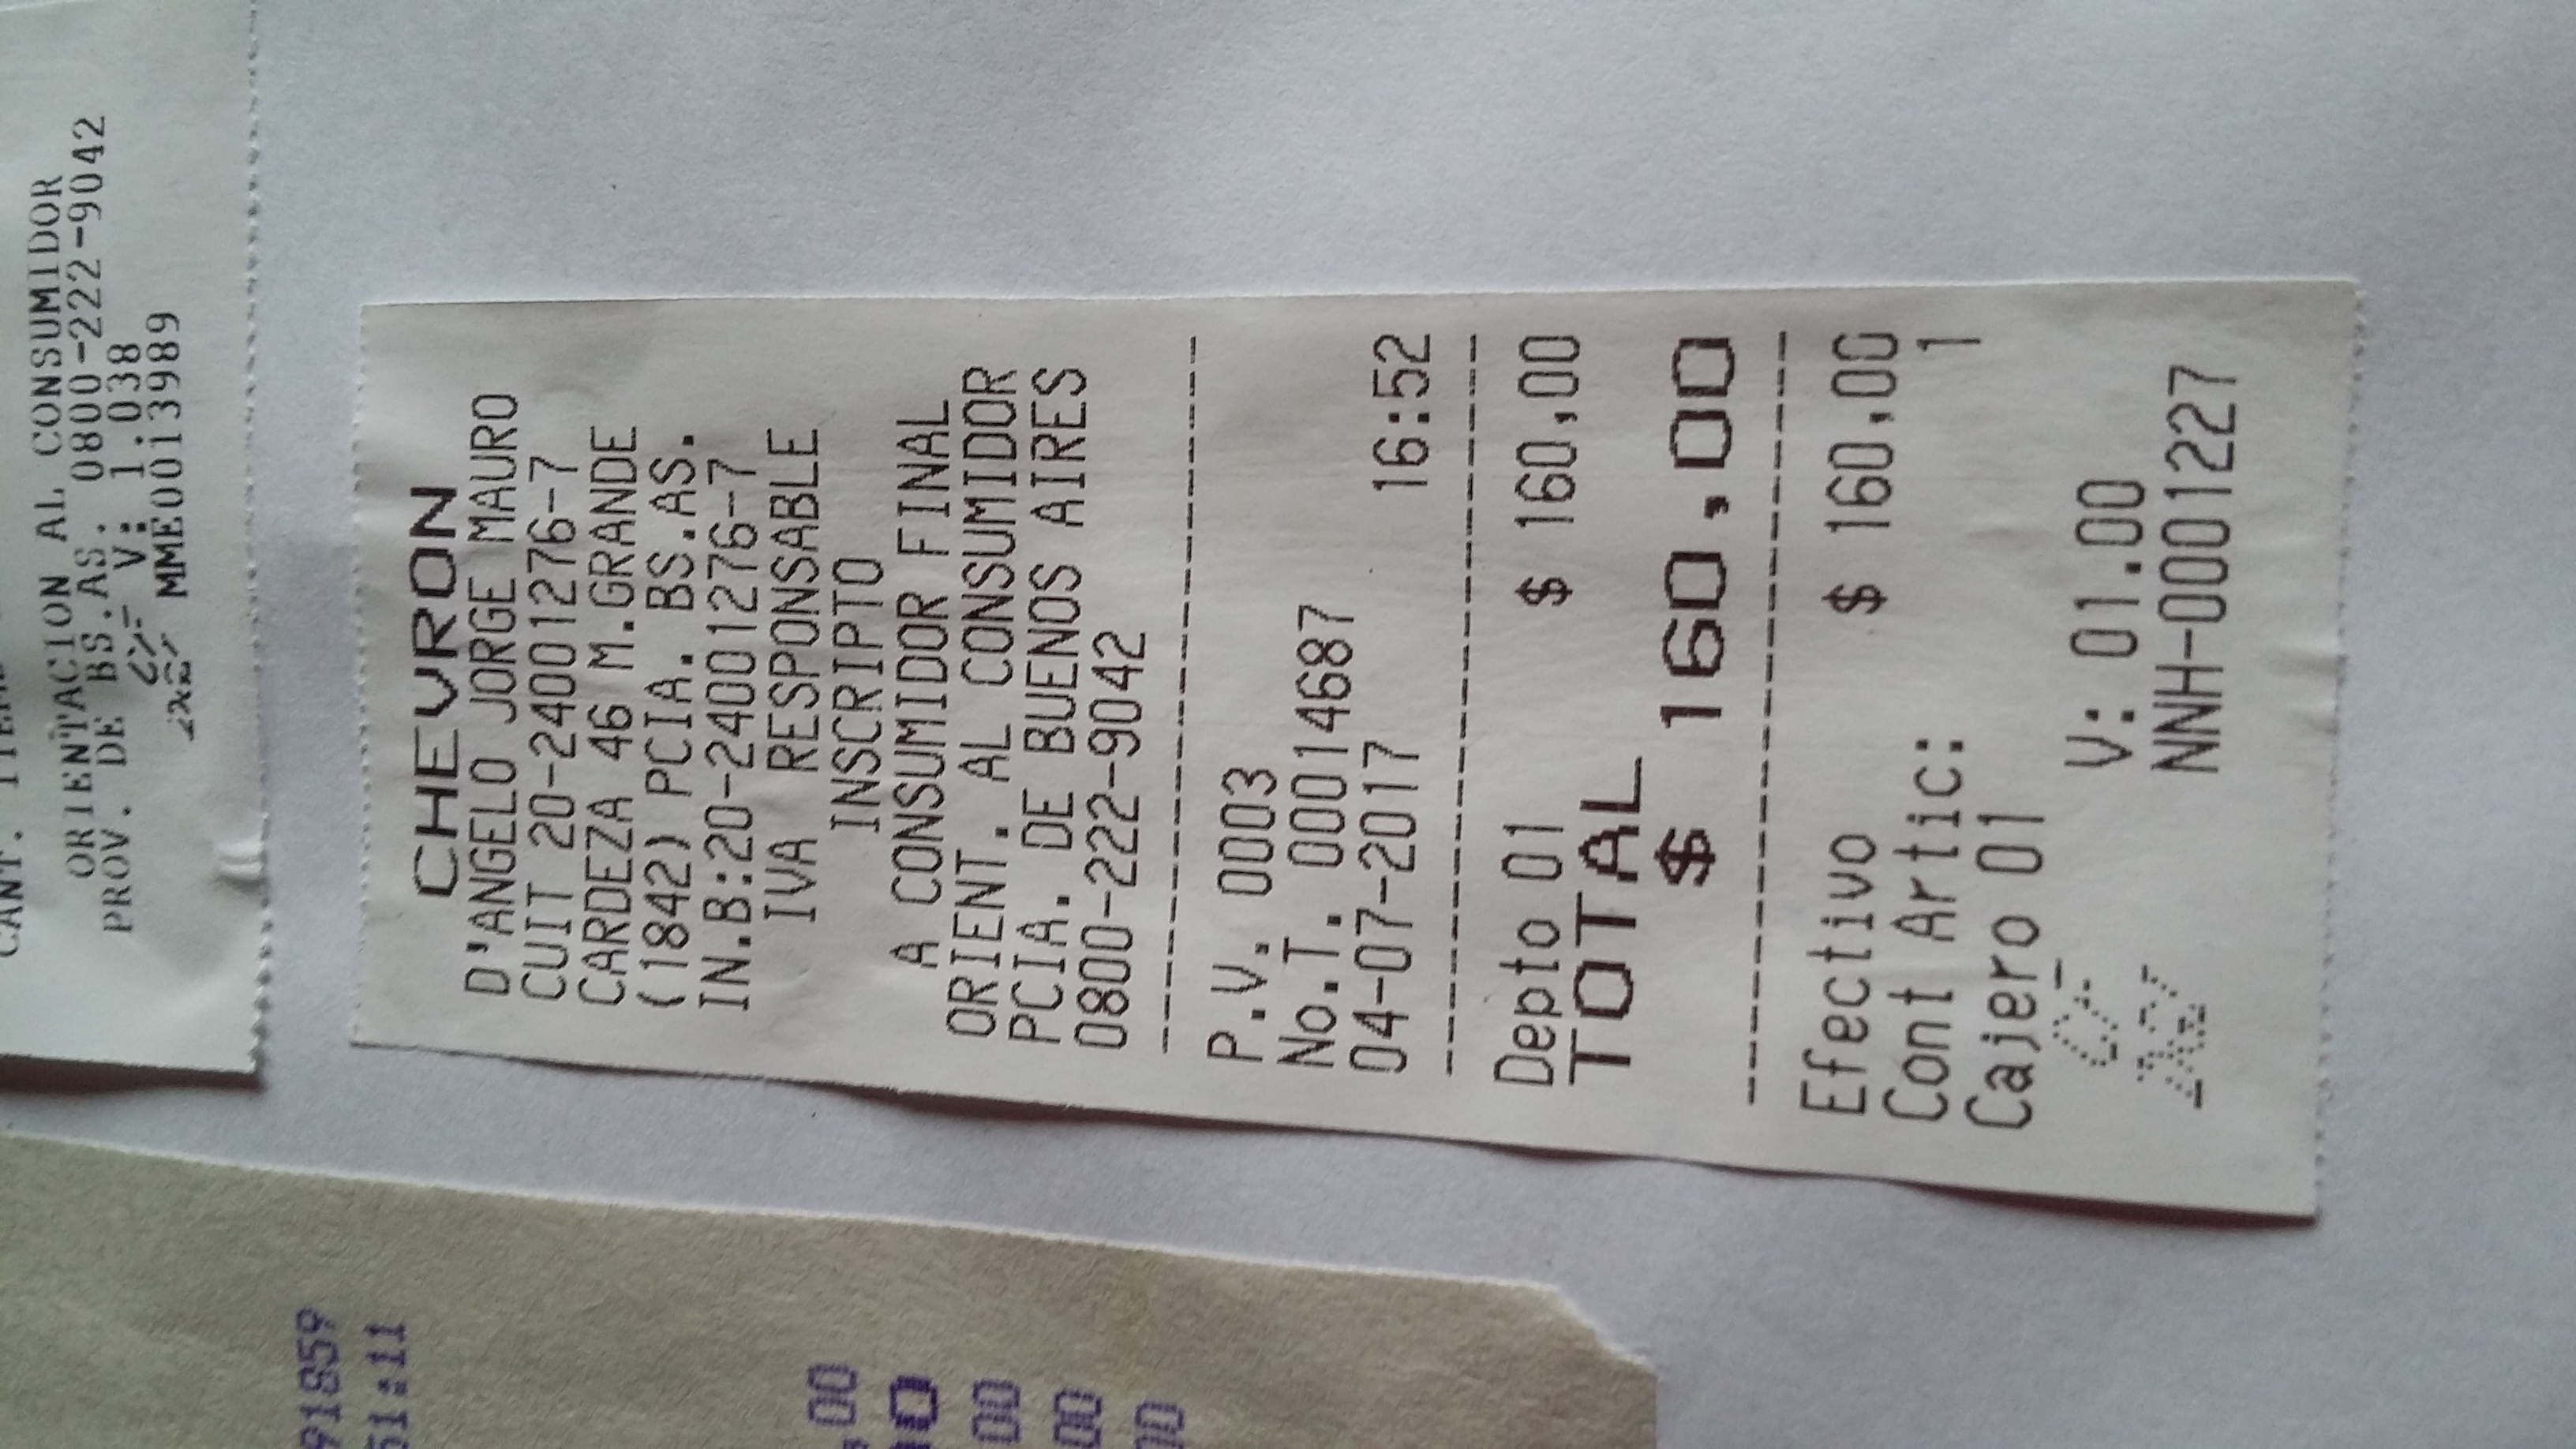 ORIENTACION AL CONSUMIDOR
PROV. DE BS.AS. 0800-222-9042
V: 1.038
MME0013989
91859
51:11
,00
00
00
CHEVRON
D'ANGELO JORGE MAURO
CUIT 20-24001276-7
CARDEZA 46 M.GRANDE
(1842) PCIA. BS.AS.
IN.B:20-24001276-7
IVA RESPONSABLE
INSCRIPTO
A CONSUMIDOR FINAL
ORIENT. AL CONSUMIDOR
PCIA. DE BUENOS AIRES
0800-222-9042
P.V. 0003
No.T. 00014687
04-07-2017 16:52
Depto 01 $ 160,00
TOTAL
$ 160,00
Efectivo $ 160,00
Cont Artic: 1
Cajero 01
CF V: 01.00
NNH-0001227